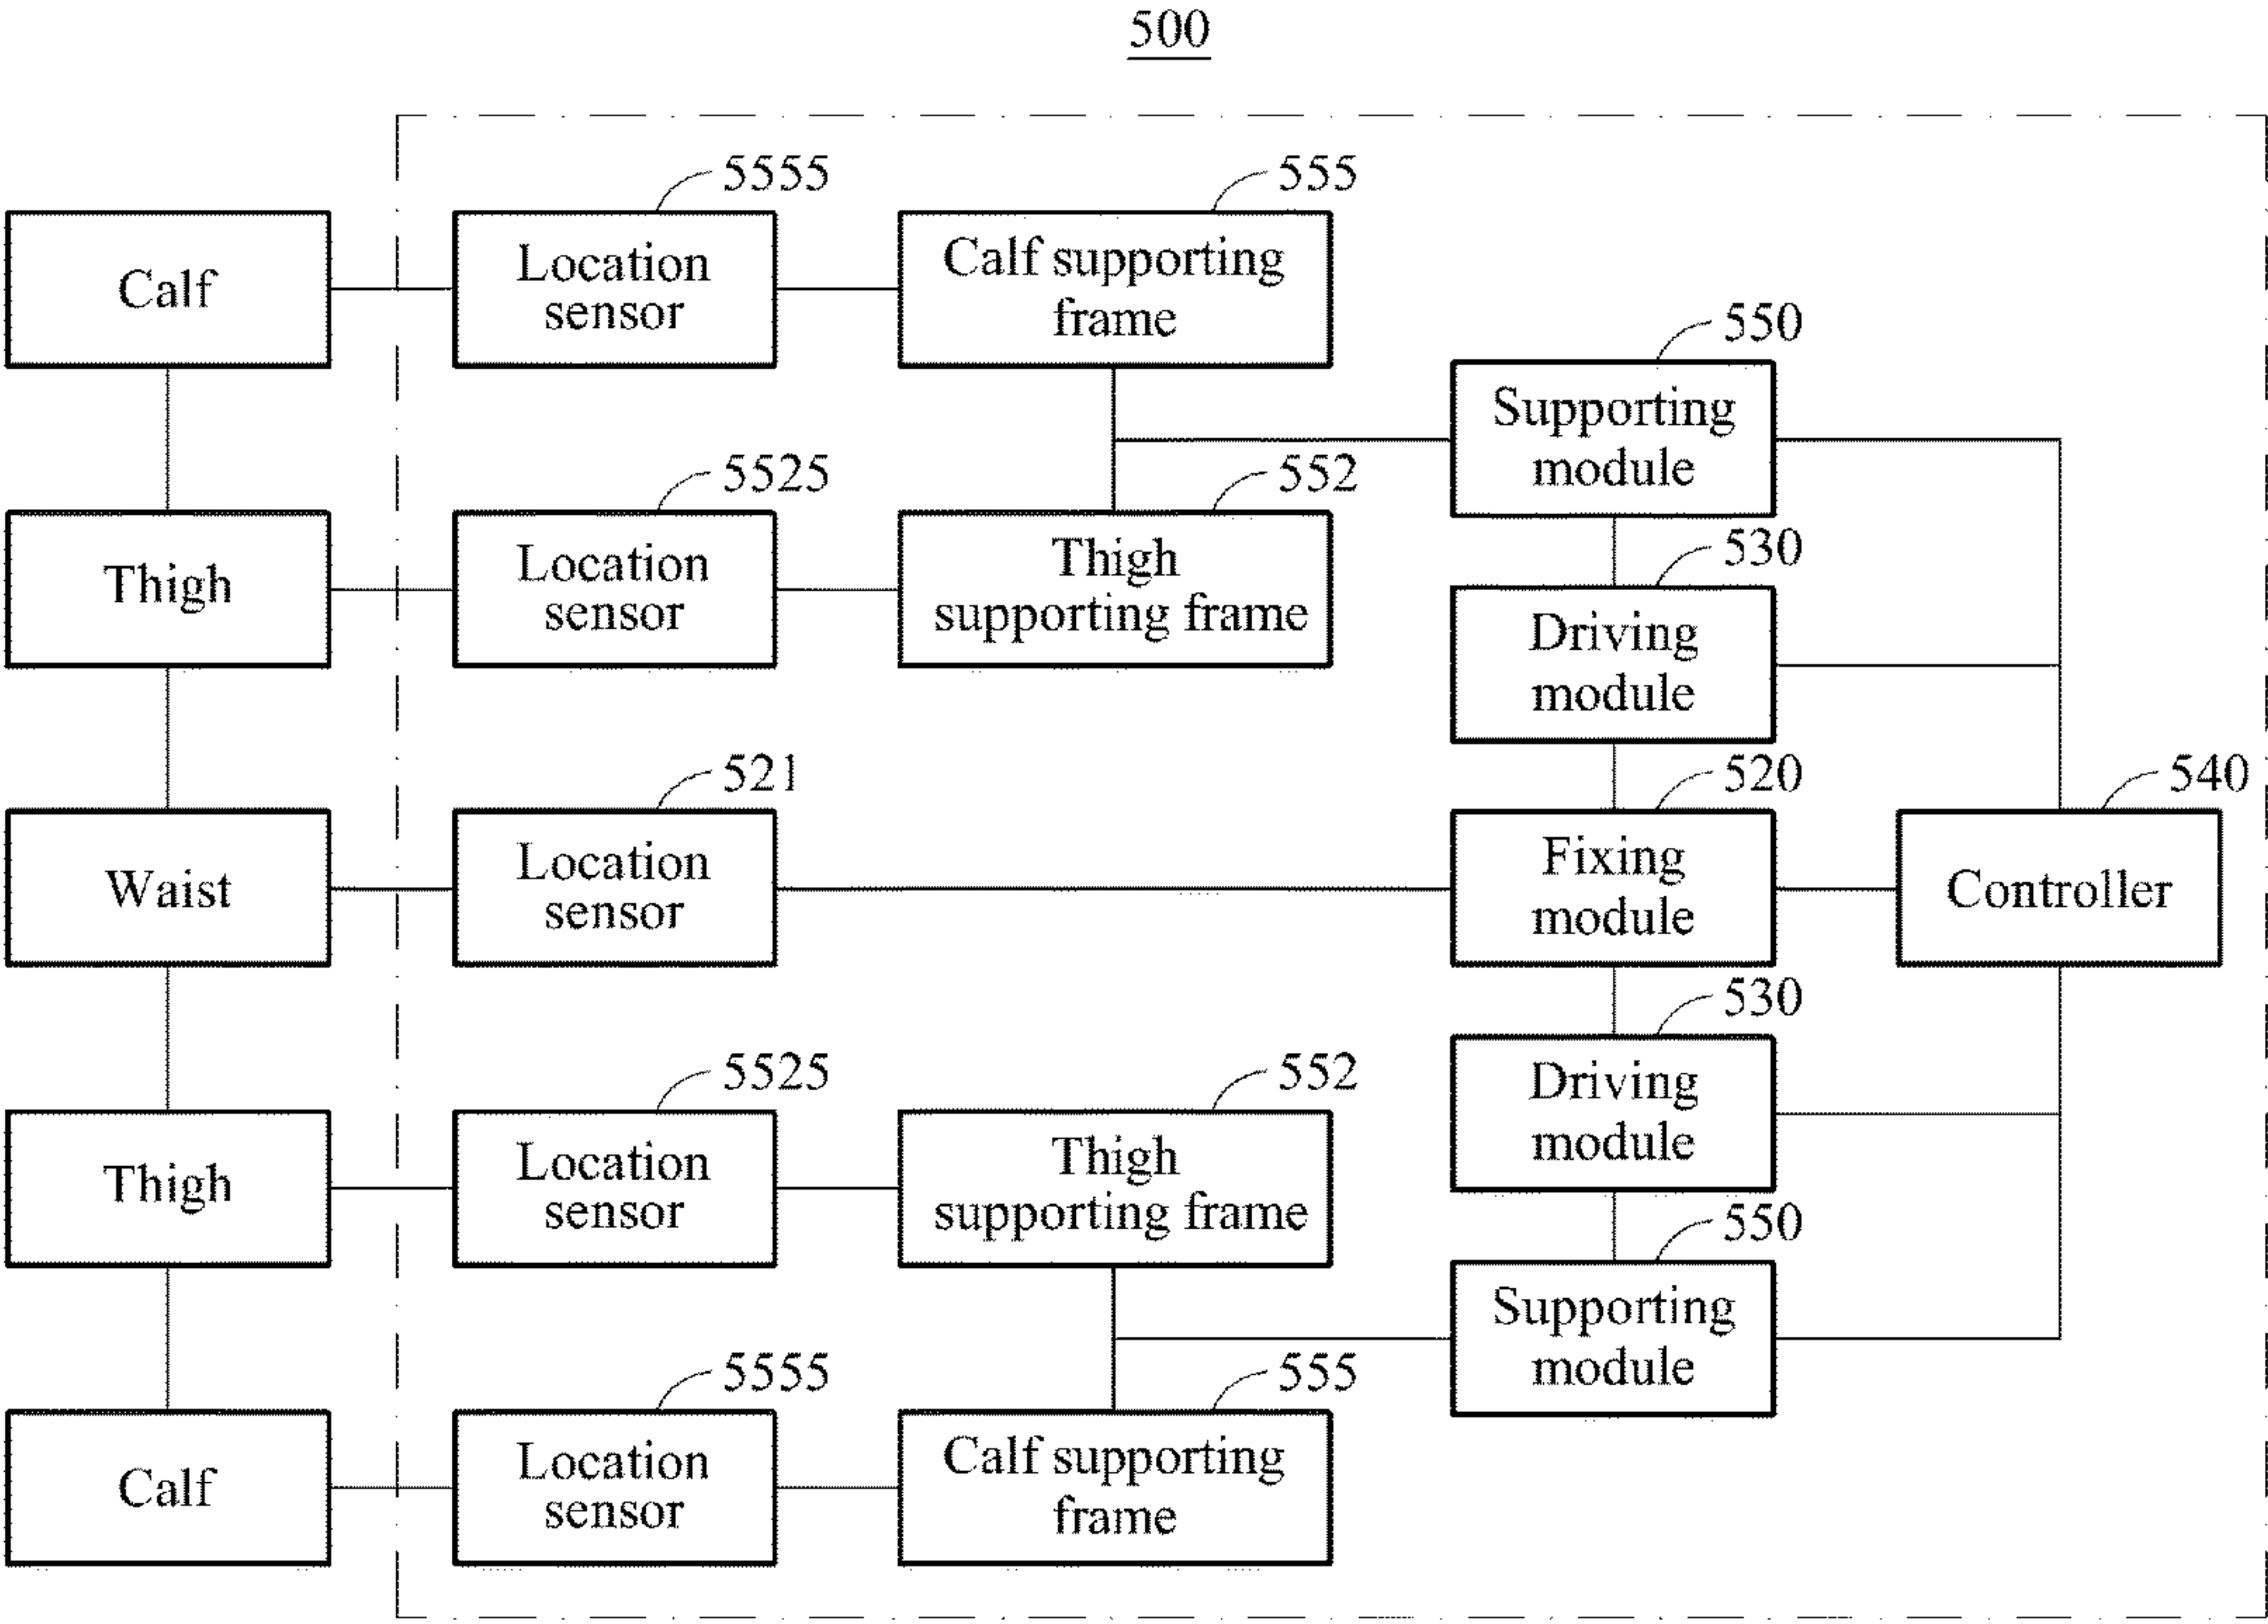 500
5555
555
Calf
Location
sensor
Calf supporting
frame
550
Supporting
module
5525
552
Thigh
Location
sensor
Thigh
supporting frame
530
Driving
module
521
520
540
Waist
Location
sensor
Fixing
module
Controller
530
Driving
module
5525
552
Thigh
Location
sensor
Thigh
supporting frame
550
Supporting
module
5555
555
Calf
Location
sensor
Calf supporting
frame